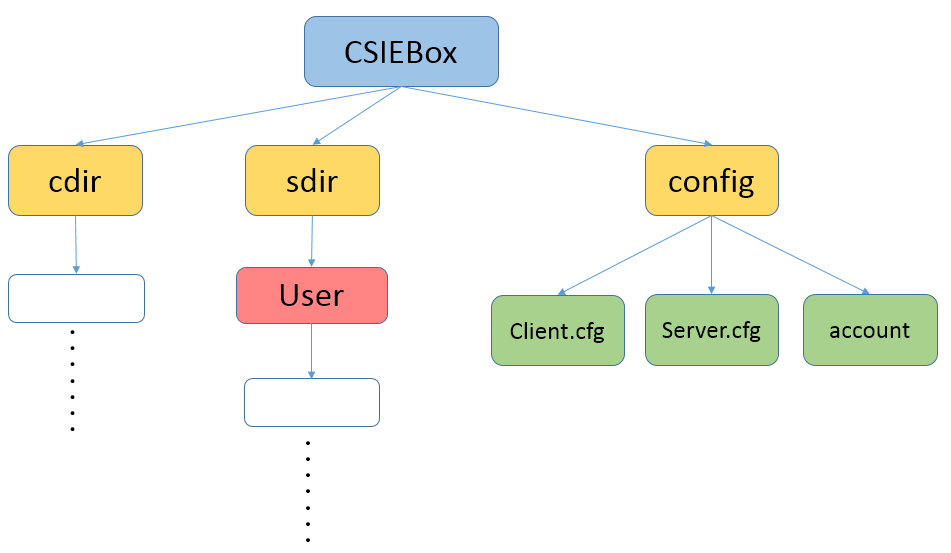 CSIEBox
cdir
sdir
config
User
Client.cfg
Server.cfg
account